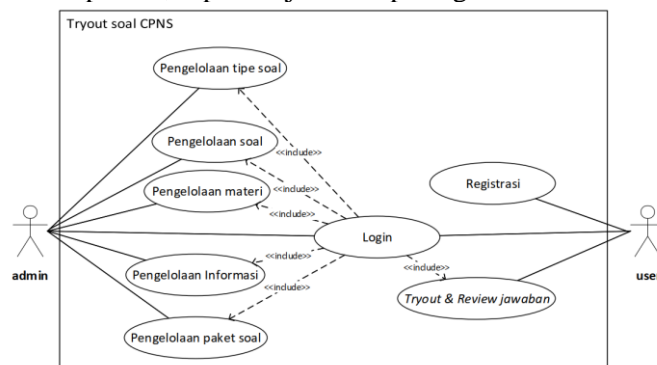 Tryout soal CPNS
Pengelolaan tipe soal
Pengelolaan soal
<<include>>
Pengelolaan materi
<<include>>
<<include>>
Registrasi
Login
admin
user
Pengelolaan Informasi
<<include>>
<<include>>
<<include>>
Tryout & Review jawaban
Pengelolaan paket soal